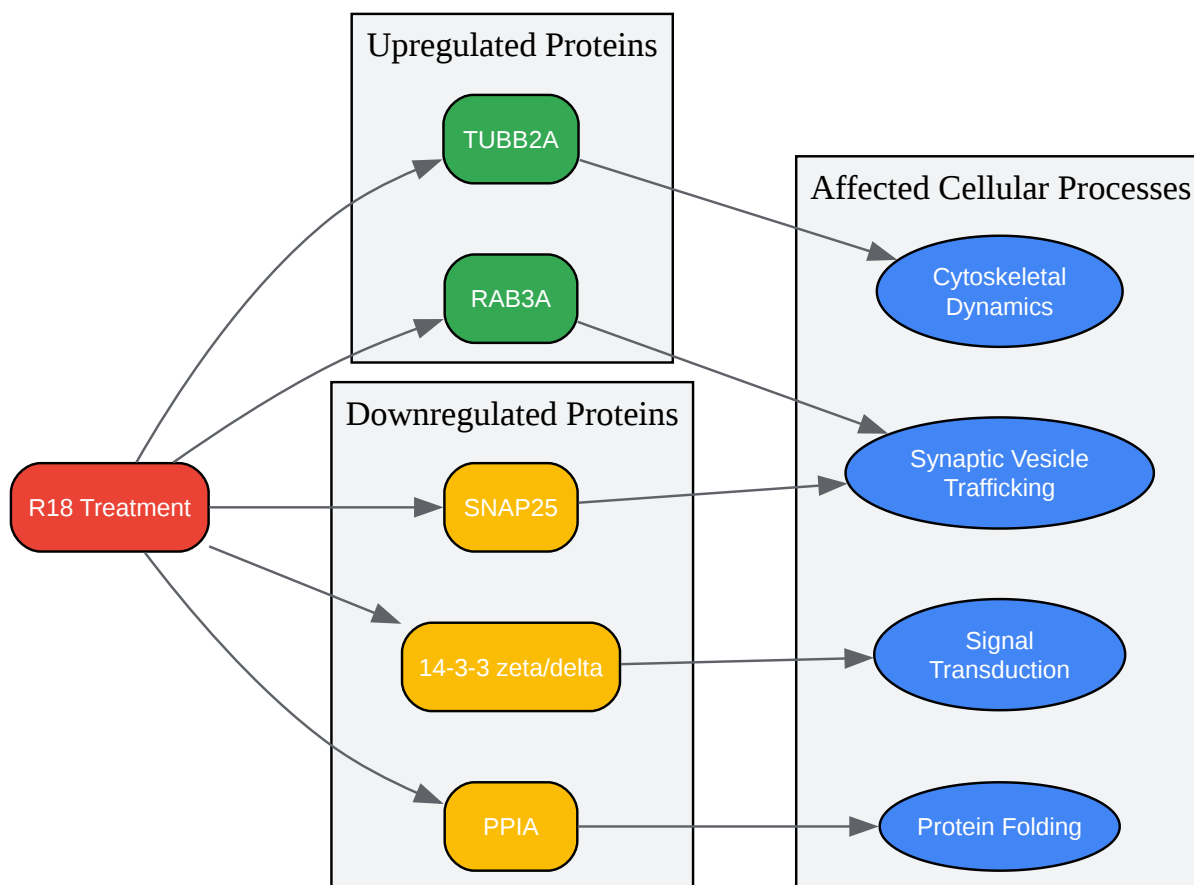 Upregulated Proteins
TUBB2A
RAB3A
Affected Cellular Processes
Cytoskeletal
Dynamics
Downregulated Proteins
R18 Treatment
SNAP25
14-3-3 zeta/delta
PPIA
Synaptic Vesicle
Trafficking
Signal
Transduction
Protein Folding